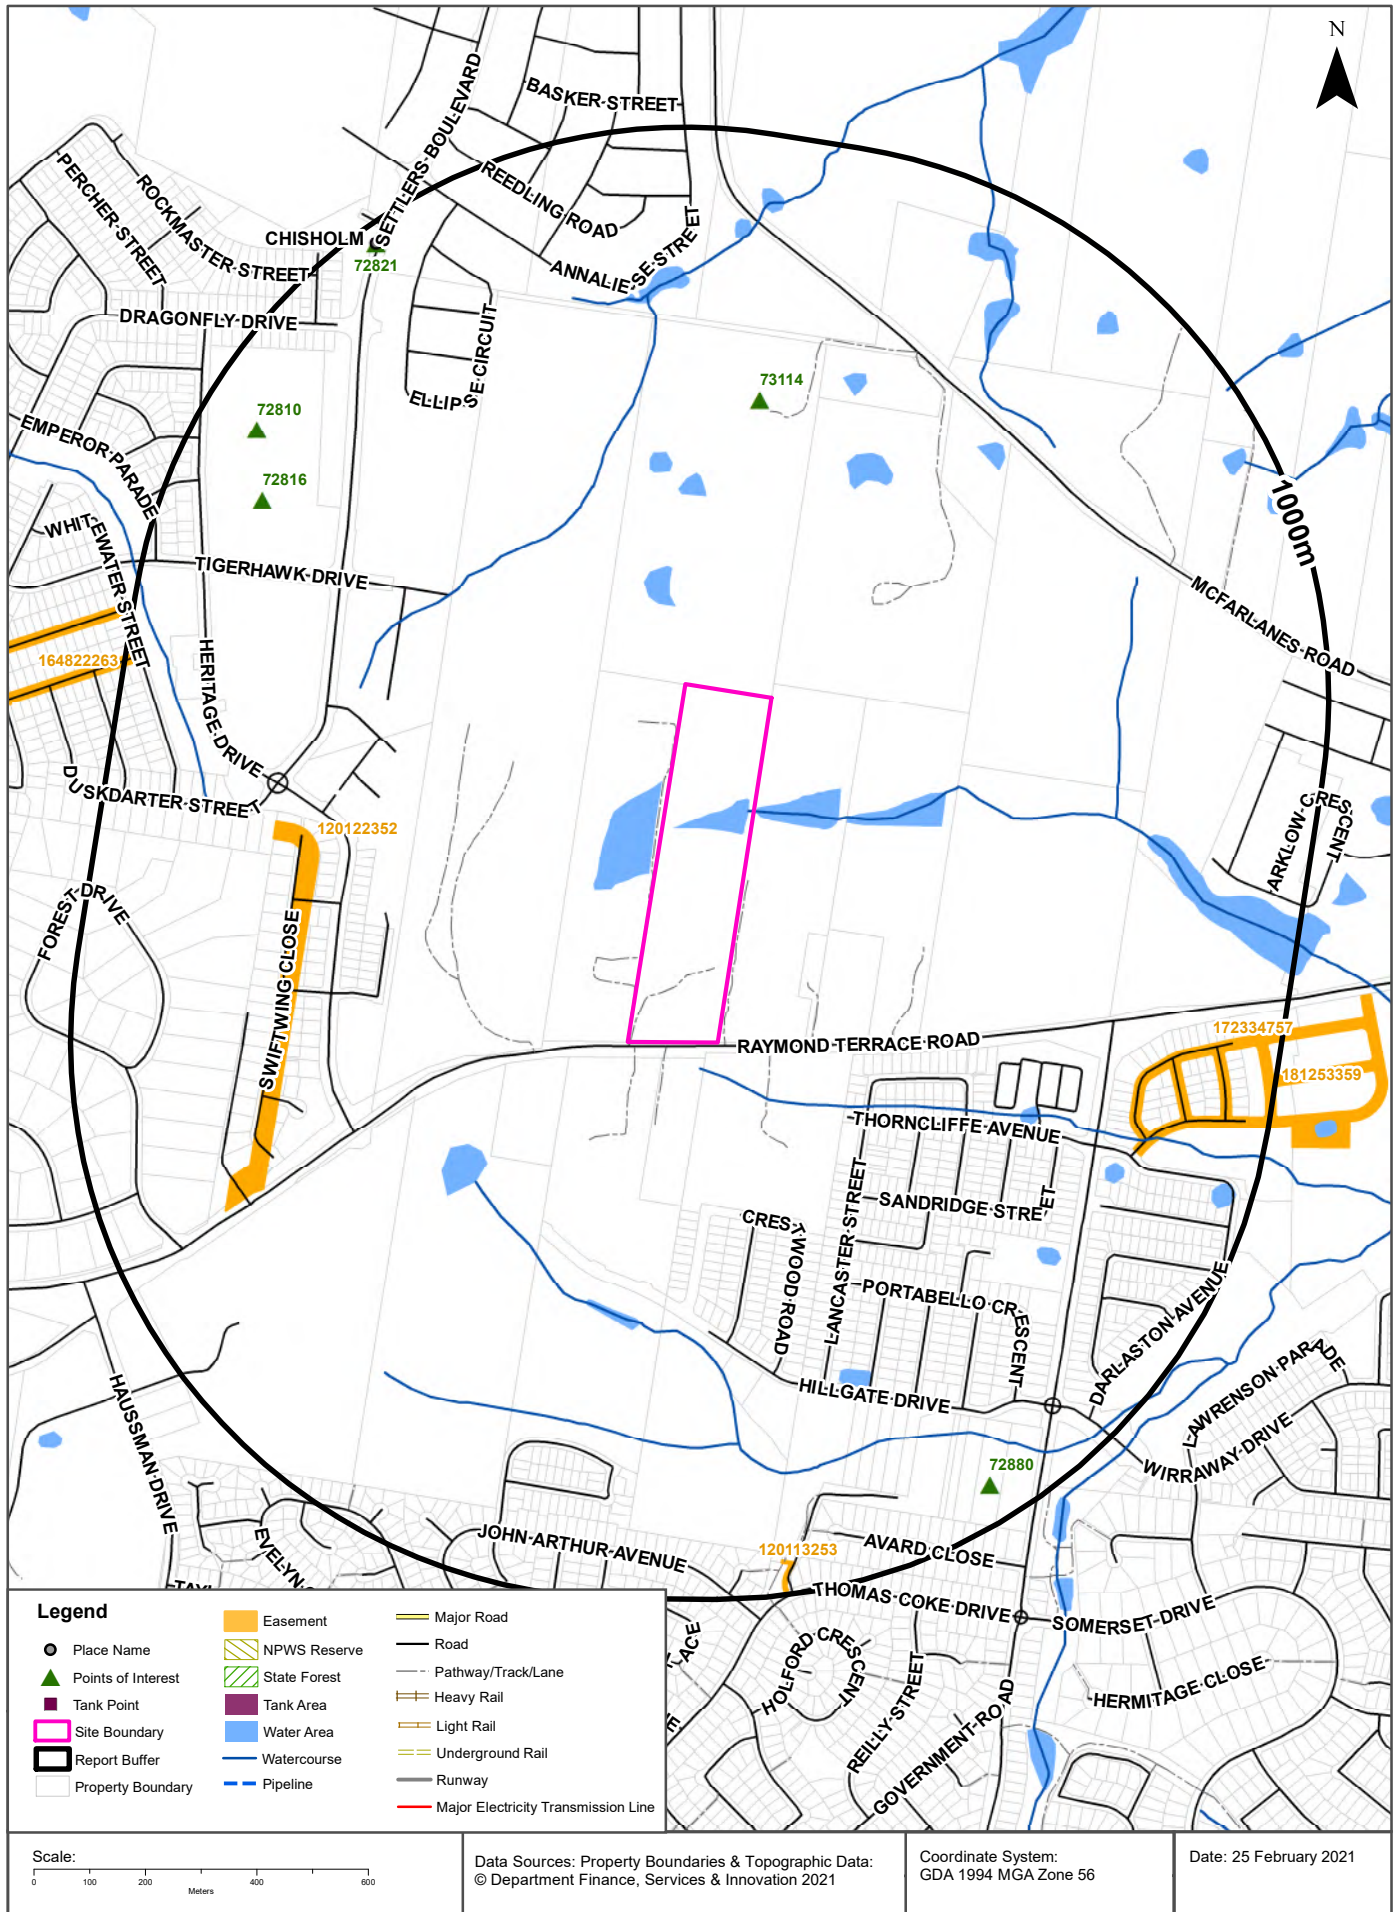 N
BASKER STREET
SETTLERS BOULEVARD
REEDLING ROAD
PERCHER STREET
ROCKMASTER STREET
CHISHOLM
72821
ANNALIESE STREET
DRAGONFLY DRIVE
ELLIPSE CIRCUIT
73114
72810
EMPEROR PARADE
72816
1000m
WHITEWATER STREET
TIGERHAWK DRIVE
MCFARLANES ROAD
164822263
HERITAGE DRIVE
DUSKDARTER STREET
120122352
ARKLOW CRESCENT
FOREST DRIVE
SWIFTWING CLOSE
RAYMOND TERRACE ROAD
172334757
181253359
THORNCLIFFE AVENUE
SANDRIDGE STREET
LANCASTER STREET
CRESTWOOD ROAD
PORTABELLO CRESCENT
DARLASTON AVENUE
HILLGATE DRIVE
LAWRENSON PARADE
WIRRAWAY DRIVE
HAUSSMAN DRIVE
72880
EVELYN
JOHN ARTHUR AVENUE
120113253
AVARD CLOSE
THOMAS COKE DRIVE
SOMERSET DRIVE
HOLFORD CRESCENT
REILLY STREET
GOVERNMENT ROAD
HERMITAGE CLOSE
Legend
Place Name
Points of Interest
Tank Point
Site Boundary
Report Buffer
Property Boundary
Easement
NPWS Reserve
State Forest
Tank Area
Water Area
Watercourse
Pipeline
Major Road
Road
Pathway/Track/Lane
Heavy Rail
Light Rail
Underground Rail
Runway
Major Electricity Transmission Line
Scale:
0 100 200 400 600
Meters
Data Sources: Property Boundaries & Topographic Data:
© Department Finance, Services & Innovation 2021
Coordinate System:
GDA 1994 MGA Zone 56
Date: 25 February 2021